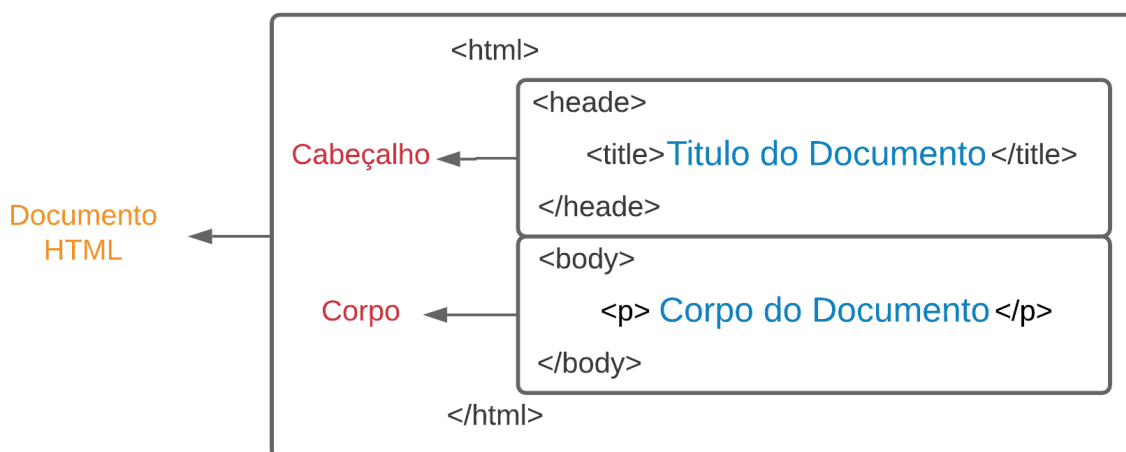 <html>
<heade>
Cabeçalho
<title>Titulo do Documento</title>
</heade>
Documento
HTML
<body>
Corpo
<p> Corpo do Documento </p>
</body>
</html>